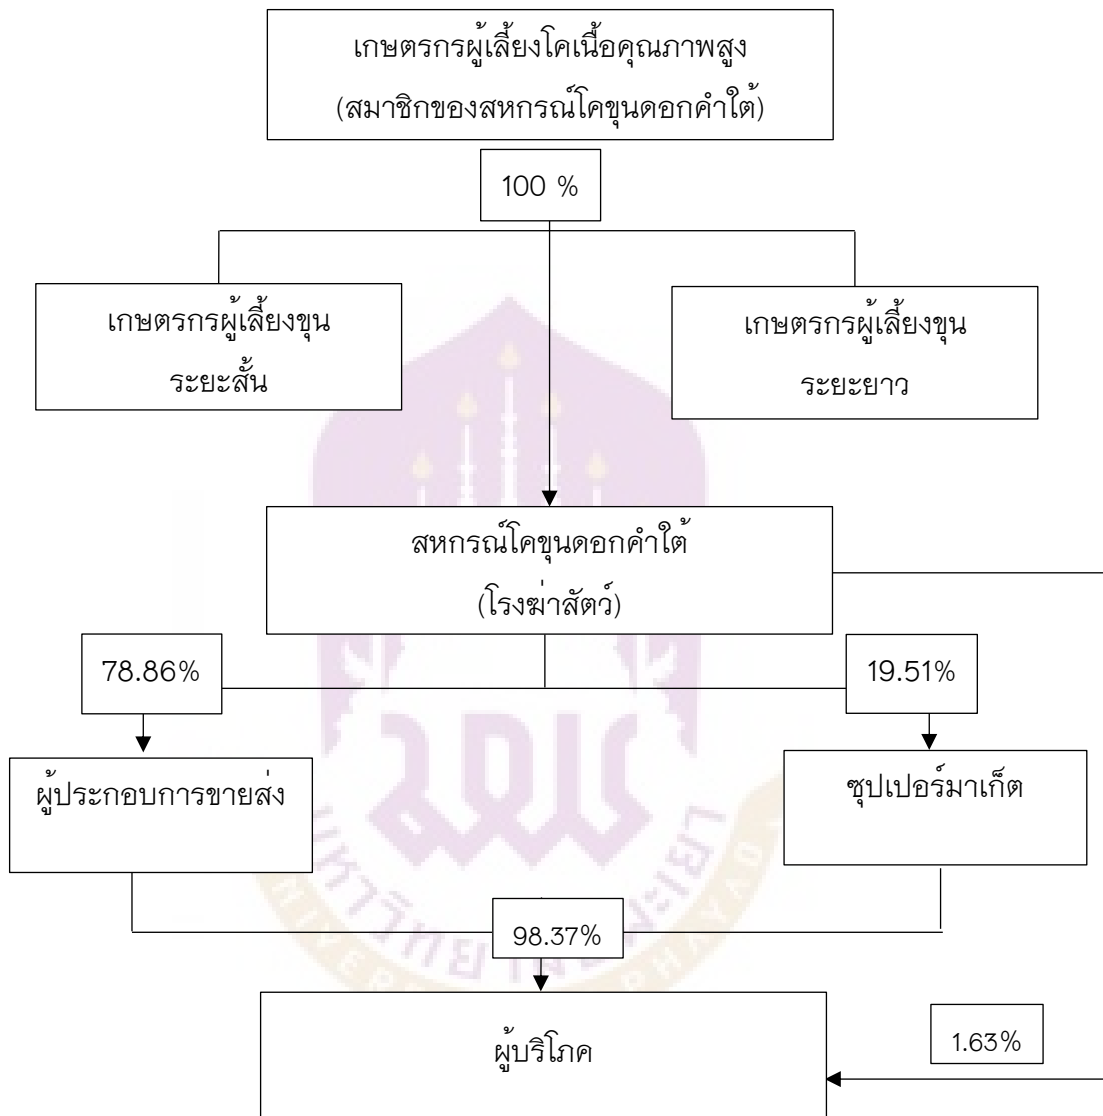 เกษตรกรผู้เลี้ยงโคเนื้อคุณภาพสูง
(สมาชิกของสหกรณ์โคขุนดอกคำใต้)
100 %
เกษตรกรผู้เลี้ยงขุน
ระยะสั้น
เกษตรกรผู้เลี้ยงขุน
ระยะยาว
สหกรณ์โคขุนดอกคำใต้
(โรงฆ่าสัตว์)
78.86%
19.51%
ผู้ประกอบการขายส่ง
ซุปเปอร์มาเก็ต
98.37%
ผู้บริโภค
1.63%